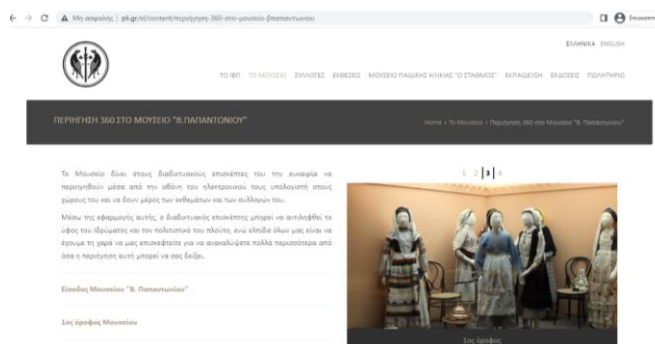 Μη ασφαλής | pli.gr/el/content/περιήγηση-360-στο-μουσείο-βπαπαντωνίου
ΕΛΛΗΝΙΚΑ ENGLISH
ΤΟ ΙΒΠ ΤΟ ΜΟΥΣΕΙΟ ΣΥΛΛΟΓΕΣ ΕΚΘΕΣΕΙΣ ΜΟΥΣΕΙΟ ΠΑΙΔΙΚΗΣ ΗΛΙΚΙΑΣ "Ο ΣΤΑΘΜΟΣ" ΕΚΠΑΙΔΕΥΣΗ ΕΚΔΟΣΕΙΣ ΠΩΛΗΤΗΡΙΟ
ΠΕΡΙΗΓΗΣΗ 360 ΣΤΟ ΜΟΥΣΕΙΟ "Β.ΠΑΠΑΝΤΩΝΙΟΥ"
Home › Το Μουσείο › Περιήγηση 360 στο Μουσείο "Β. Παπαντωνίου"
Το Μουσείο δίνει στους διαδικτυακούς επισκέπτες του την ευκαιρία να
περιηγηθούν μέσα από την οθόνη του ηλεκτρονικού τους υπολογιστή στους
χώρους του και να δουν μέρος των εκθεμάτων και των συλλογών του.
Μέσω της εφαρμογής αυτής, ο διαδικτυακός επισκέπτης μπορεί να αντιληφθεί το
ύφος του Ιδρύματος και τον πολιτιστικό του πλούτο, ενώ ελπίδα όλων μας είναι να
έχουμε τη χαρά να μας επισκεφτείτε για να ανακαλύψετε πολλά περισσότερα από
όσα η περιήγηση αυτή μπορεί να σας δείξει.
Είσοδος Μουσείου "Β. Παπαντωνίου"
1ος όροφος Μουσείου
1 2 3 4
1ος όροφος